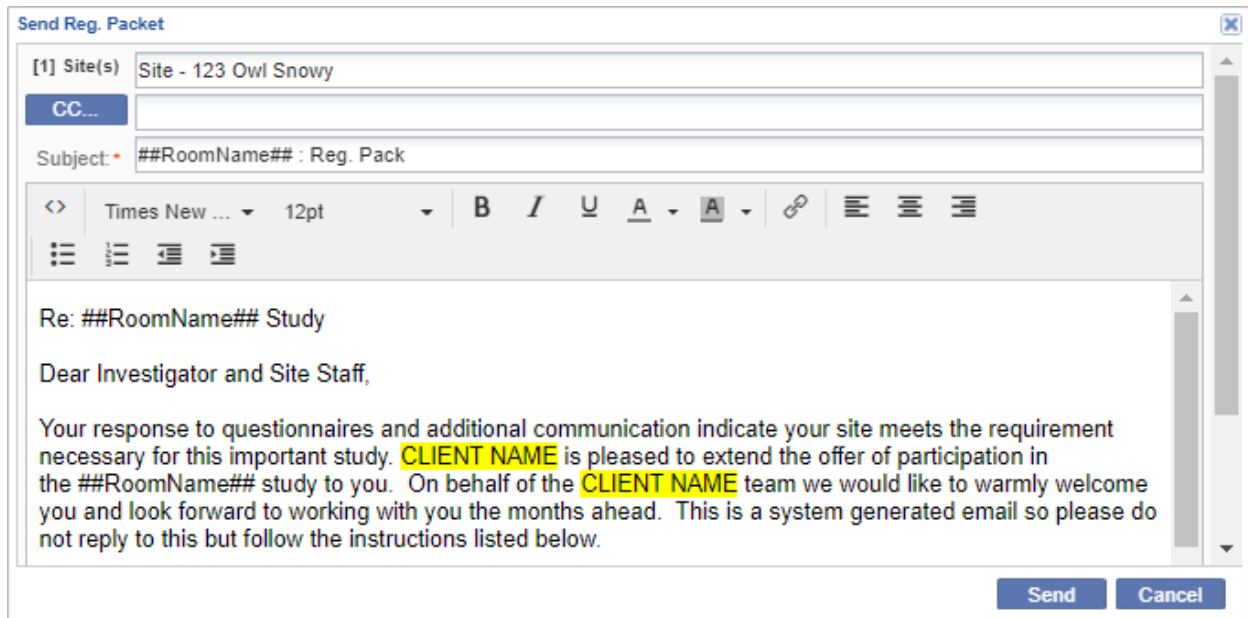 Send Reg. Packet
[1] Site(s) Site - 123 Owl Snowy
CC...
Subject: * ##RoomName## : Reg. Pack
Times New ... 12pt B I U A A
Re: ##RoomName## Study
Dear Investigator and Site Staff,
Your response to questionnaires and additional communication indicate your site meets the requirement
necessary for this important study. CLIENT NAME is pleased to extend the offer of participation in
the ##RoomName## study to you.  On behalf of the CLIENT NAME team we would like to warmly welcome
you and look forward to working with you the months ahead.  This is a system generated email so please do
not reply to this but follow the instructions listed below.
Send Cancel